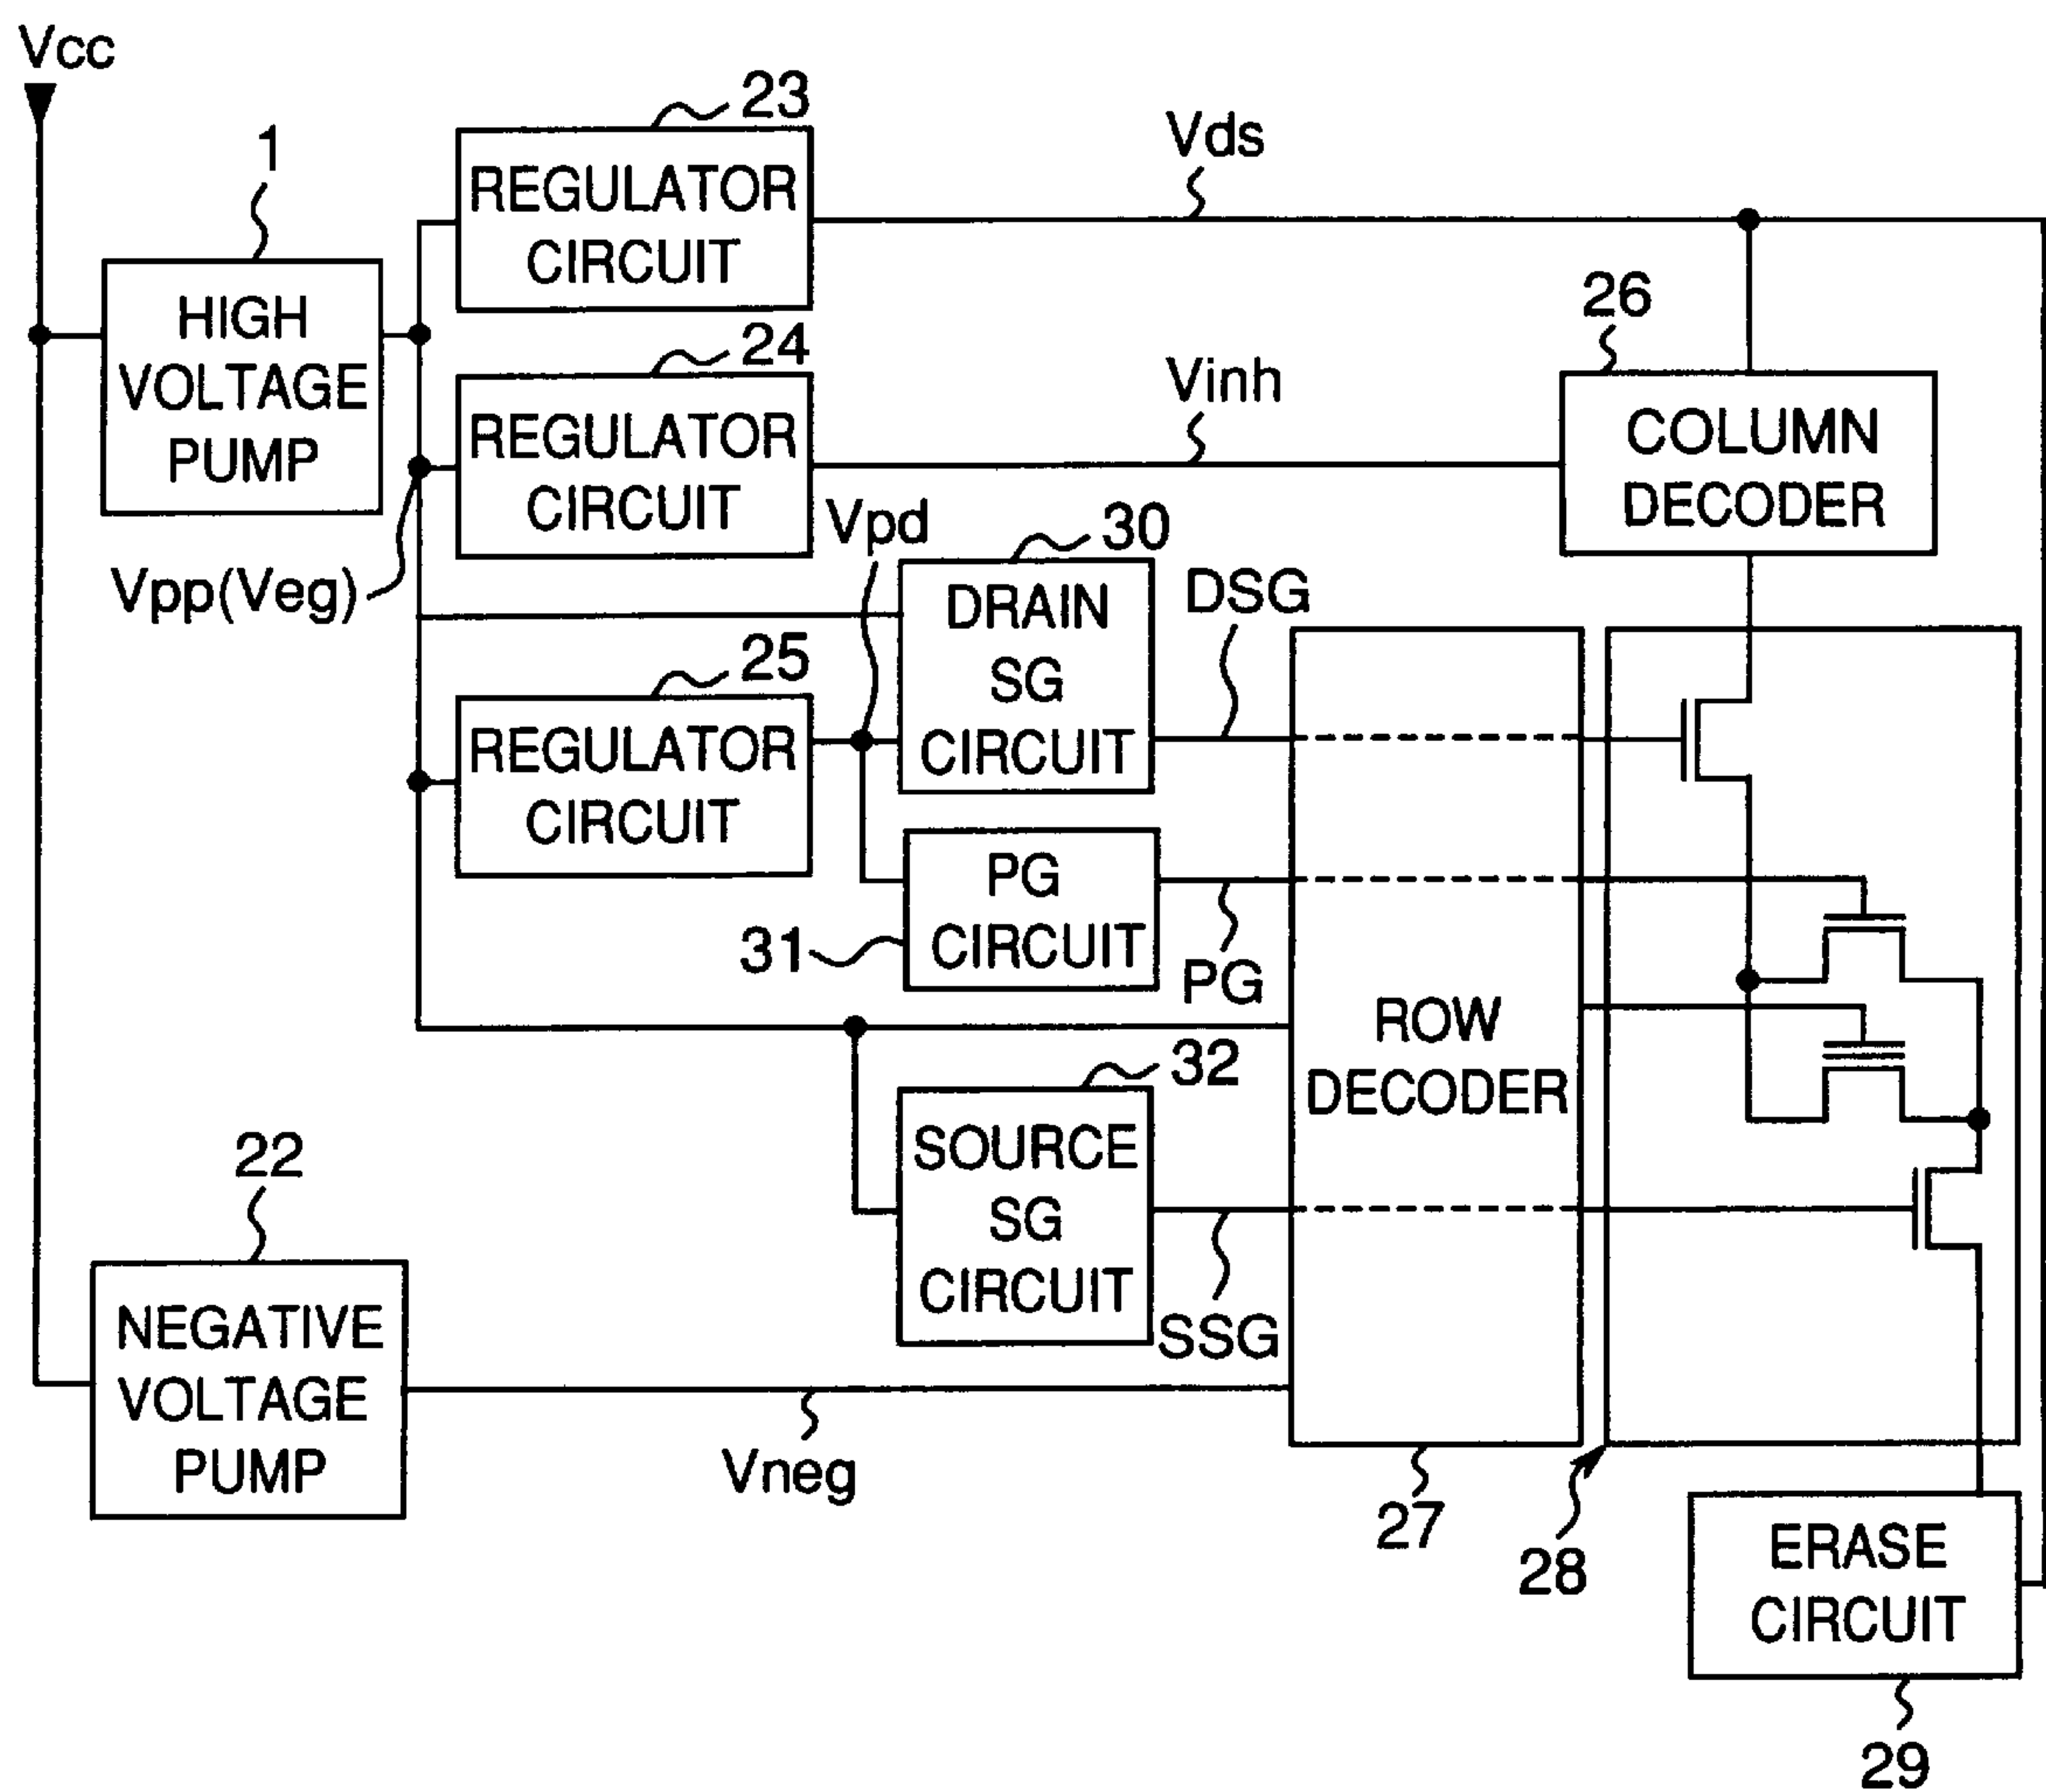 Vcc
23
1
REGULATOR
CIRCUIT
Vds
HIGH
VOLTAGE
PUMP
24
REGULATOR
CIRCUIT
Vinh
26
COLUMN
DECODER
Vpp(Veg)
Vpd
30
DRAIN
SG
CIRCUIT
DSG
25
REGULATOR
CIRCUIT
PG
CIRCUIT
31
PG
ROW
DECODER
32
SOURCE
SG
CIRCUIT
SSG
22
NEGATIVE
VOLTAGE
PUMP
Vneg
27
28
ERASE
CIRCUIT
29